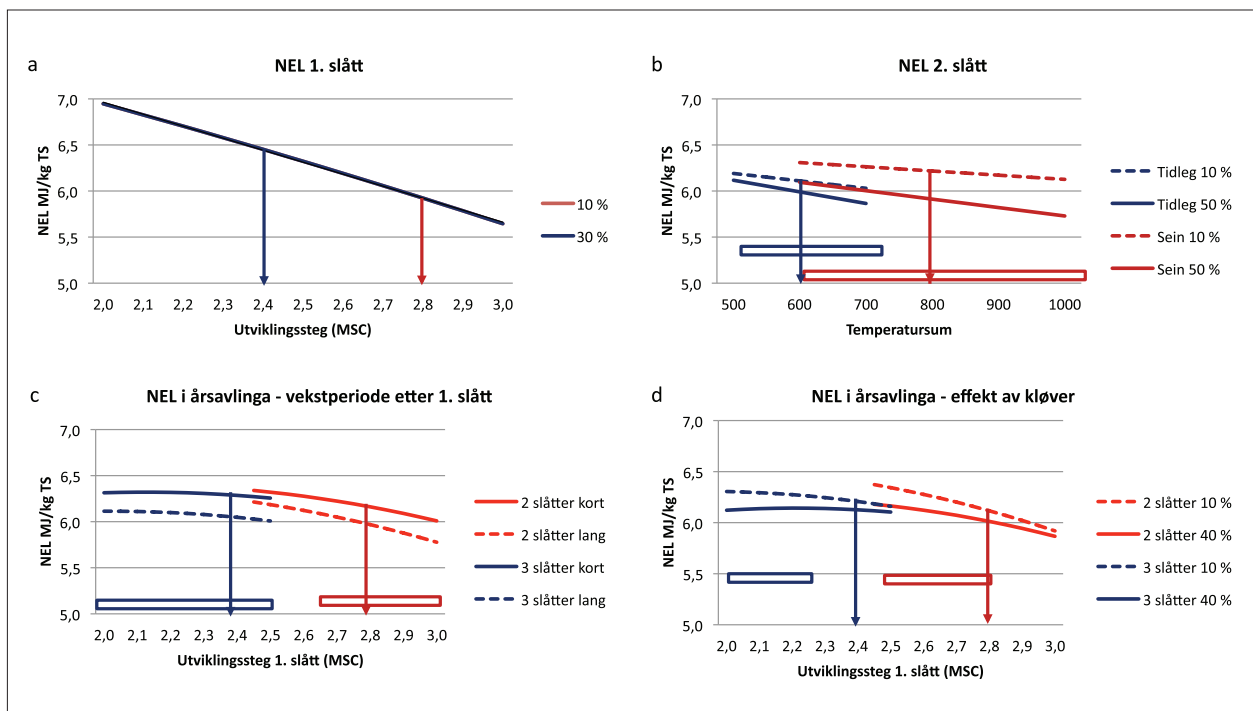 a
NEL 1. slått
NEL MJ/kg TS
7,0
6,5
6,0
5,5
5,0
2,0 2,1 2,2 2,3 2,4 2,5 2,6 2,7 2,8 2,9 3,0
Utviklingssteg (MSC)
10 %
30 %
b
NEL 2. slått
NEL MJ/kg TS
7,0
6,5
6,0
5,5
5,0
500 600 700 800 900 1000
Temperatursum
Tidleg 10 %
Tidleg 50 %
Sein 10 %
Sein 50 %
c
NEL i årsavlinga - vekstperiode etter 1. slått
NEL MJ/kg TS
7,0
6,5
6,0
5,5
5,0
2,0 2,1 2,2 2,3 2,4 2,5 2,6 2,7 2,8 2,9 3,0
Utviklingssteg 1. slått (MSC)
2 slåtter kort
2 slåtter lang
3 slåtter kort
3 slåtter lang
d
NEL i årsavlinga - effekt av kløver
NEL MJ/kg TS
7,0
6,5
6,0
5,5
5,0
2,0 2,1 2,2 2,3 2,4 2,5 2,6 2,7 2,8 2,9 3,0
Utviklingssteg 1. slått (MSC)
2 slåtter 10 %
2 slåtter 40 %
3 slåtter 10 %
3 slåtter 40 %